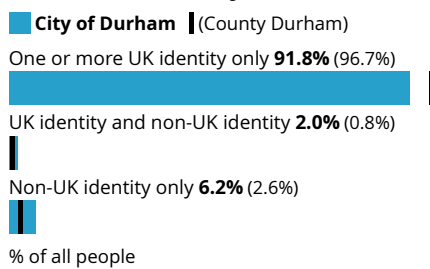 City of Durham (County Durham)
One or more UK identity only 91.8% (96.7%)
UK identity and non-UK identity 2.0% (0.8%)
Non-UK identity only 6.2% (2.6%)
% of all people